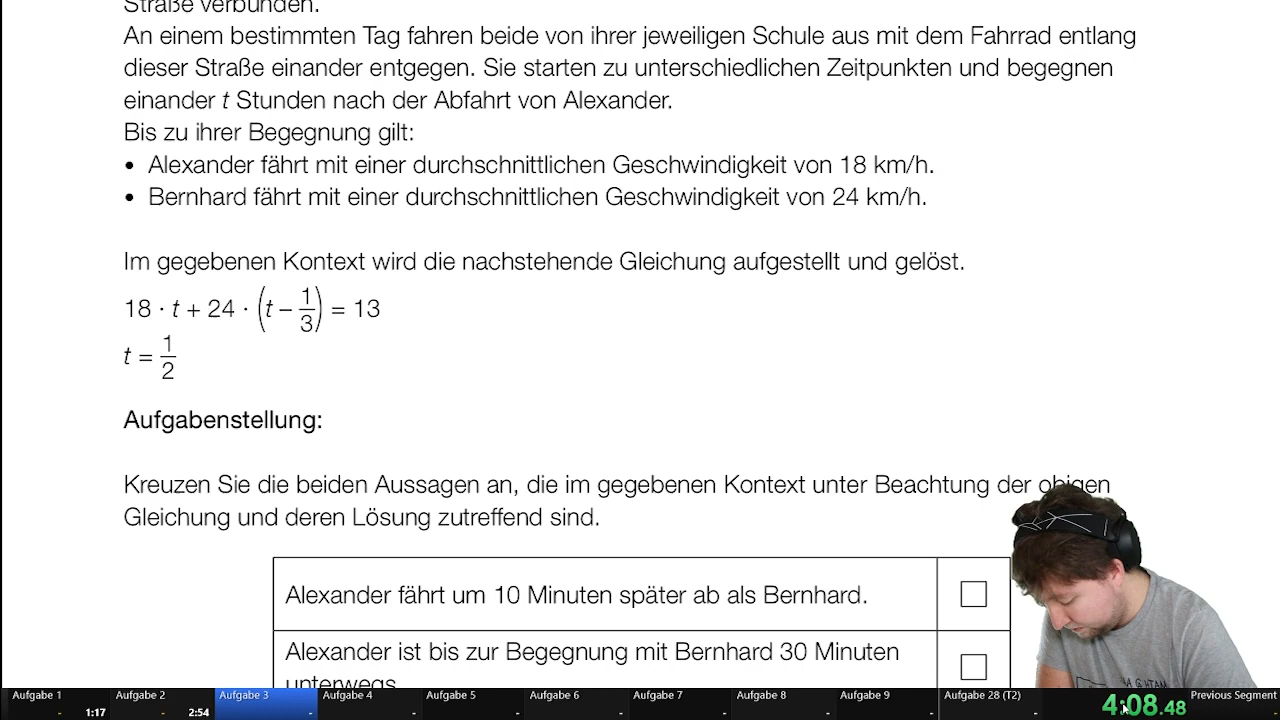 Straße verbunden.
An einem bestimmten Tag fahren beide von ihrer jeweiligen Schule aus mit dem Fahrrad entlang
dieser Straße einander entgegen. Sie starten zu unterschiedlichen Zeitpunkten und begegnen
einander t Stunden nach der Abfahrt von Alexander.
Bis zu ihrer Begegnung gilt:
• Alexander fährt mit einer durchschnittlichen Geschwindigkeit von 18 km/h.
• Bernhard fährt mit einer durchschnittlichen Geschwindigkeit von 24 km/h.
Im gegebenen Kontext wird die nachstehende Gleichung aufgestellt und gelöst.
18 · t + 24 · (t – 1/3) = 13
t = 1/2
Aufgabenstellung:
Kreuzen Sie die beiden Aussagen an, die im gegebenen Kontext unter Beachtung der obigen
Gleichung und deren Lösung zutreffend sind.
Alexander fährt um 10 Minuten später ab als Bernhard.
Alexander ist bis zur Begegnung mit Bernhard 30 Minuten
unterwegs
Aufgabe 1 Aufgabe 2 Aufgabe 3 Aufgabe 4 Aufgabe 5 Aufgabe 6 Aufgabe 7 Aufgabe 8 Aufgabe 9 Aufgabe 28 (T2) 4:08.48 Previous Segment
- 1:17 - 2:54 - - - - - - - - -